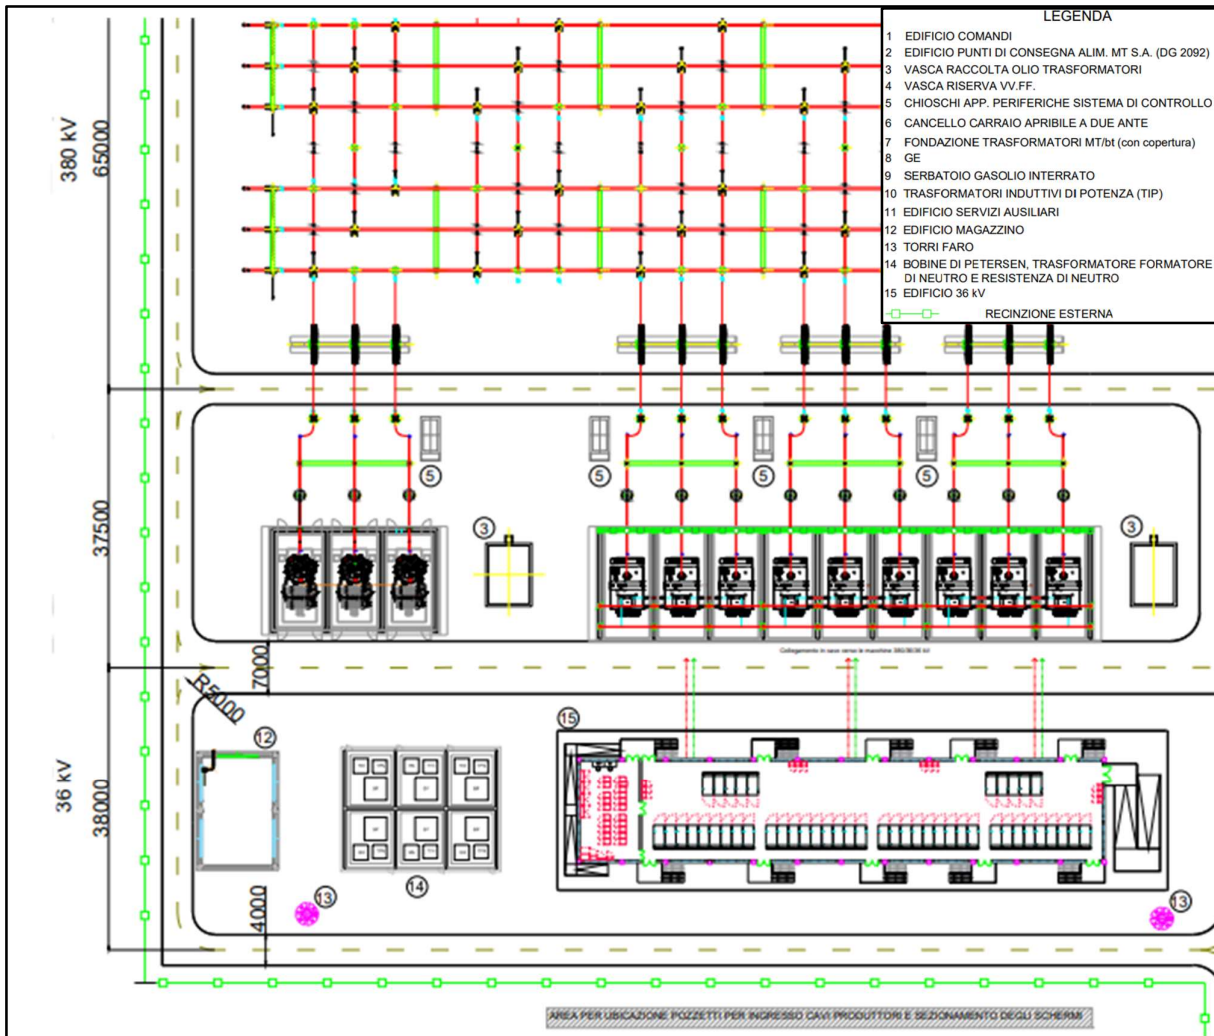 LEGENDA
1 EDIFICIO COMANDI
2 EDIFICIO PUNTI DI CONSEGNA ALIM. MT S.A. (DG 2092)
3 VASCA RACCOLTA OLIO TRASFORMATORI
4 VASCA RISERVA VV.FF.
5 CHIOSCHI APP. PERIFERICHE SISTEMA DI CONTROLLO
6 CANCELLO CARRAIO APRIBILE A DUE ANTE
7 FONDAZIONE TRASFORMATORI MT/bt (con copertura)
8 GE
9 SERBATOIO GASOLIO INTERRATO
10 TRASFORMATORI INDUTTIVI DI POTENZA (TIP)
11 EDIFICIO SERVIZI AUSILIARI
12 EDIFICIO MAGAZZINO
13 TORRI FARO
14 BOBINE DI PETERSEN, TRASFORMATORE FORMATORE
DI NEUTRO E RESISTENZA DI NEUTRO
15 EDIFICIO 36 kV
RECINZIONE ESTERNA
380 kV
65000
5
5
5
5
37500
3
3
7000
R5000
36 kV
38000
12
15
14
13
13
4000
AREA PER UBICAZIONE POZZETTI PER INGRESSO CAVI PRODUTTORI E SEZIONAMENTO DEGLI SCHERMI